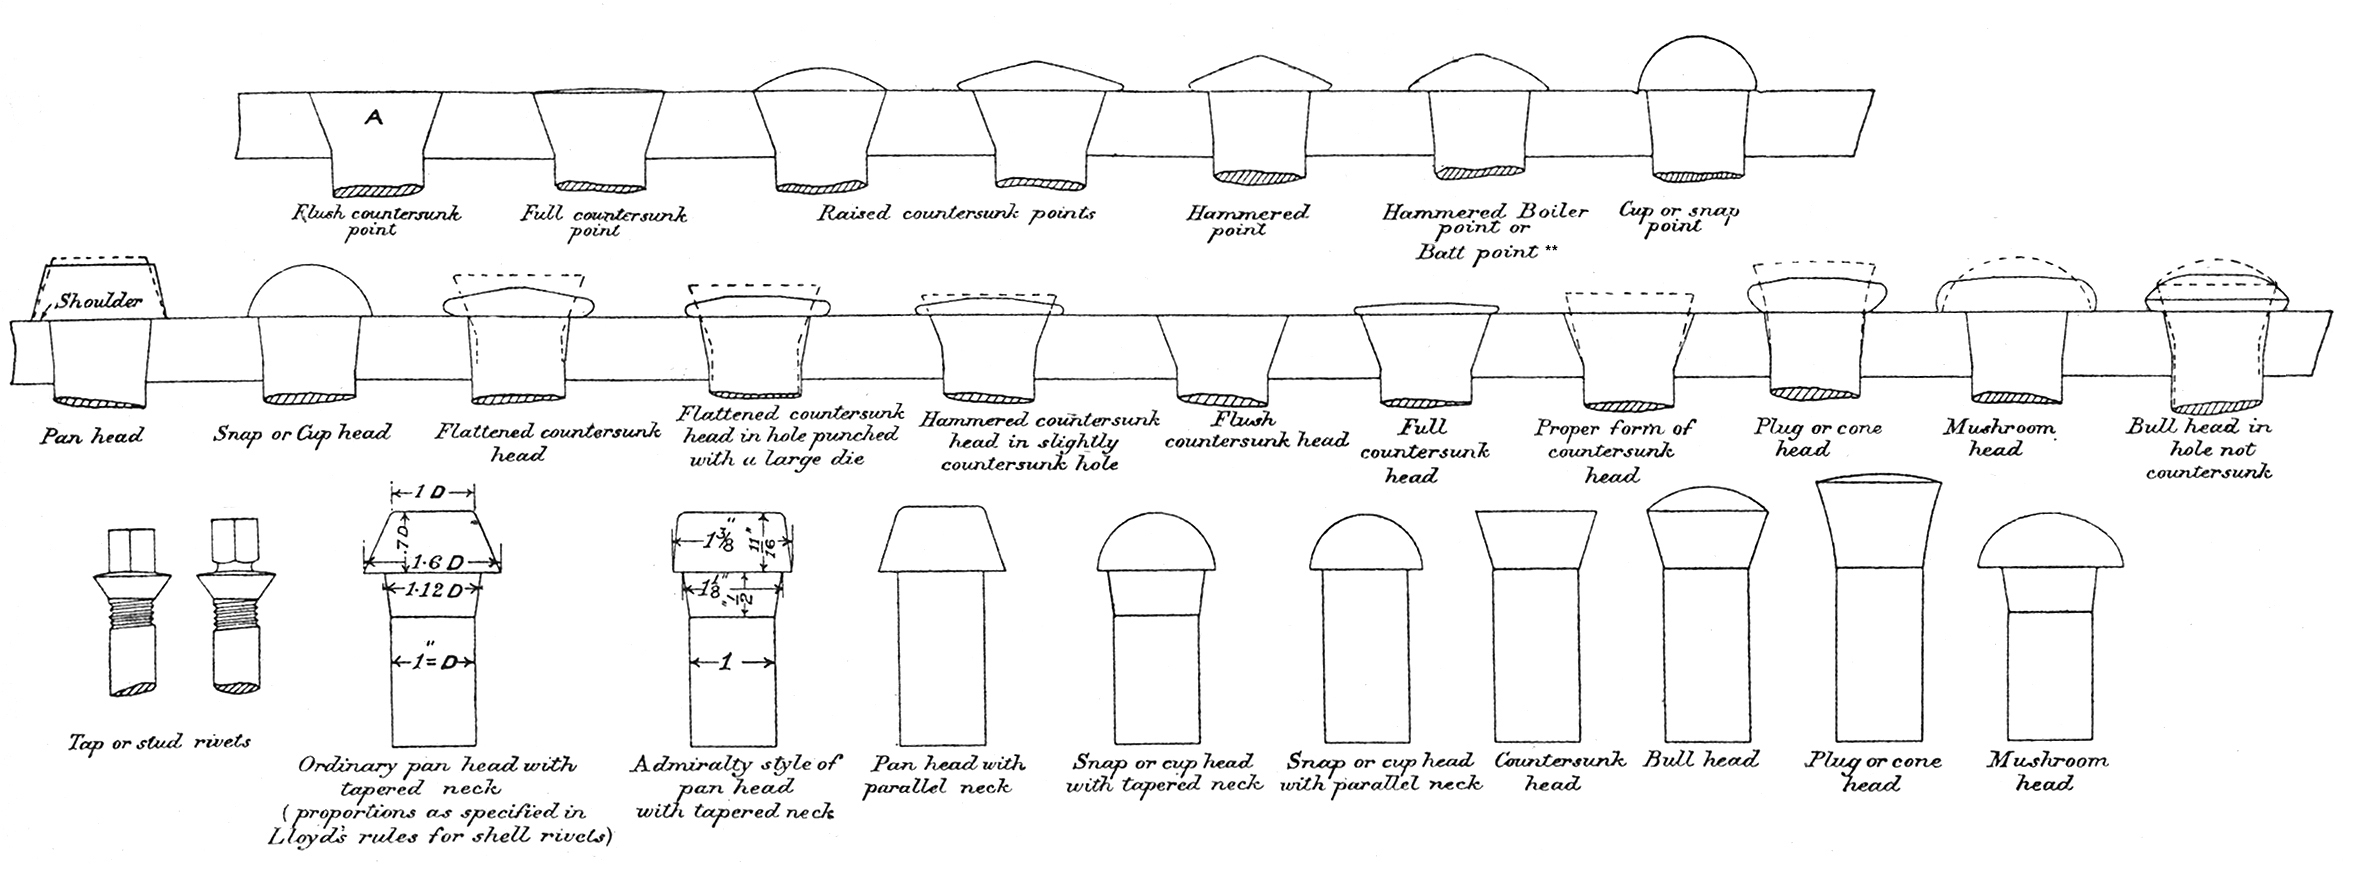 A
Flush countersunk
point
Full countersunk
point
Raised countersunk points
Hammered
point
Hammered Boiler
point or
Batt point **
Cup or snap
point
Shoulder
Pan head
Snap or Cup head
Flattened countersunk
head
Flattened countersunk
head in hole punched
with a large die
Hammered countersunk
head in slightly
countersunk hole
Flush
countersunk head
Full
countersunk
head
Proper form of
countersunk
head
Plug or cone
head
Mushroom
head
Bull head in
hole not
countersunk
Tap or stud rivets
1 D
.7D
1.6 D
1.12 D
1"= D
Ordinary pan head with
tapered neck
(proportions as specified in
Lloyd's rules for shell rivets)
1 3/8"
11/16"
1 1/8"
1/2"
1
Admiralty style of
pan head
with tapered neck
Pan head with
parallel neck
Snap or cup head
with tapered neck
Snap or cup head
with parallel neck
Countersunk
head
Bull head
Plug or cone
head
Mushroom
head